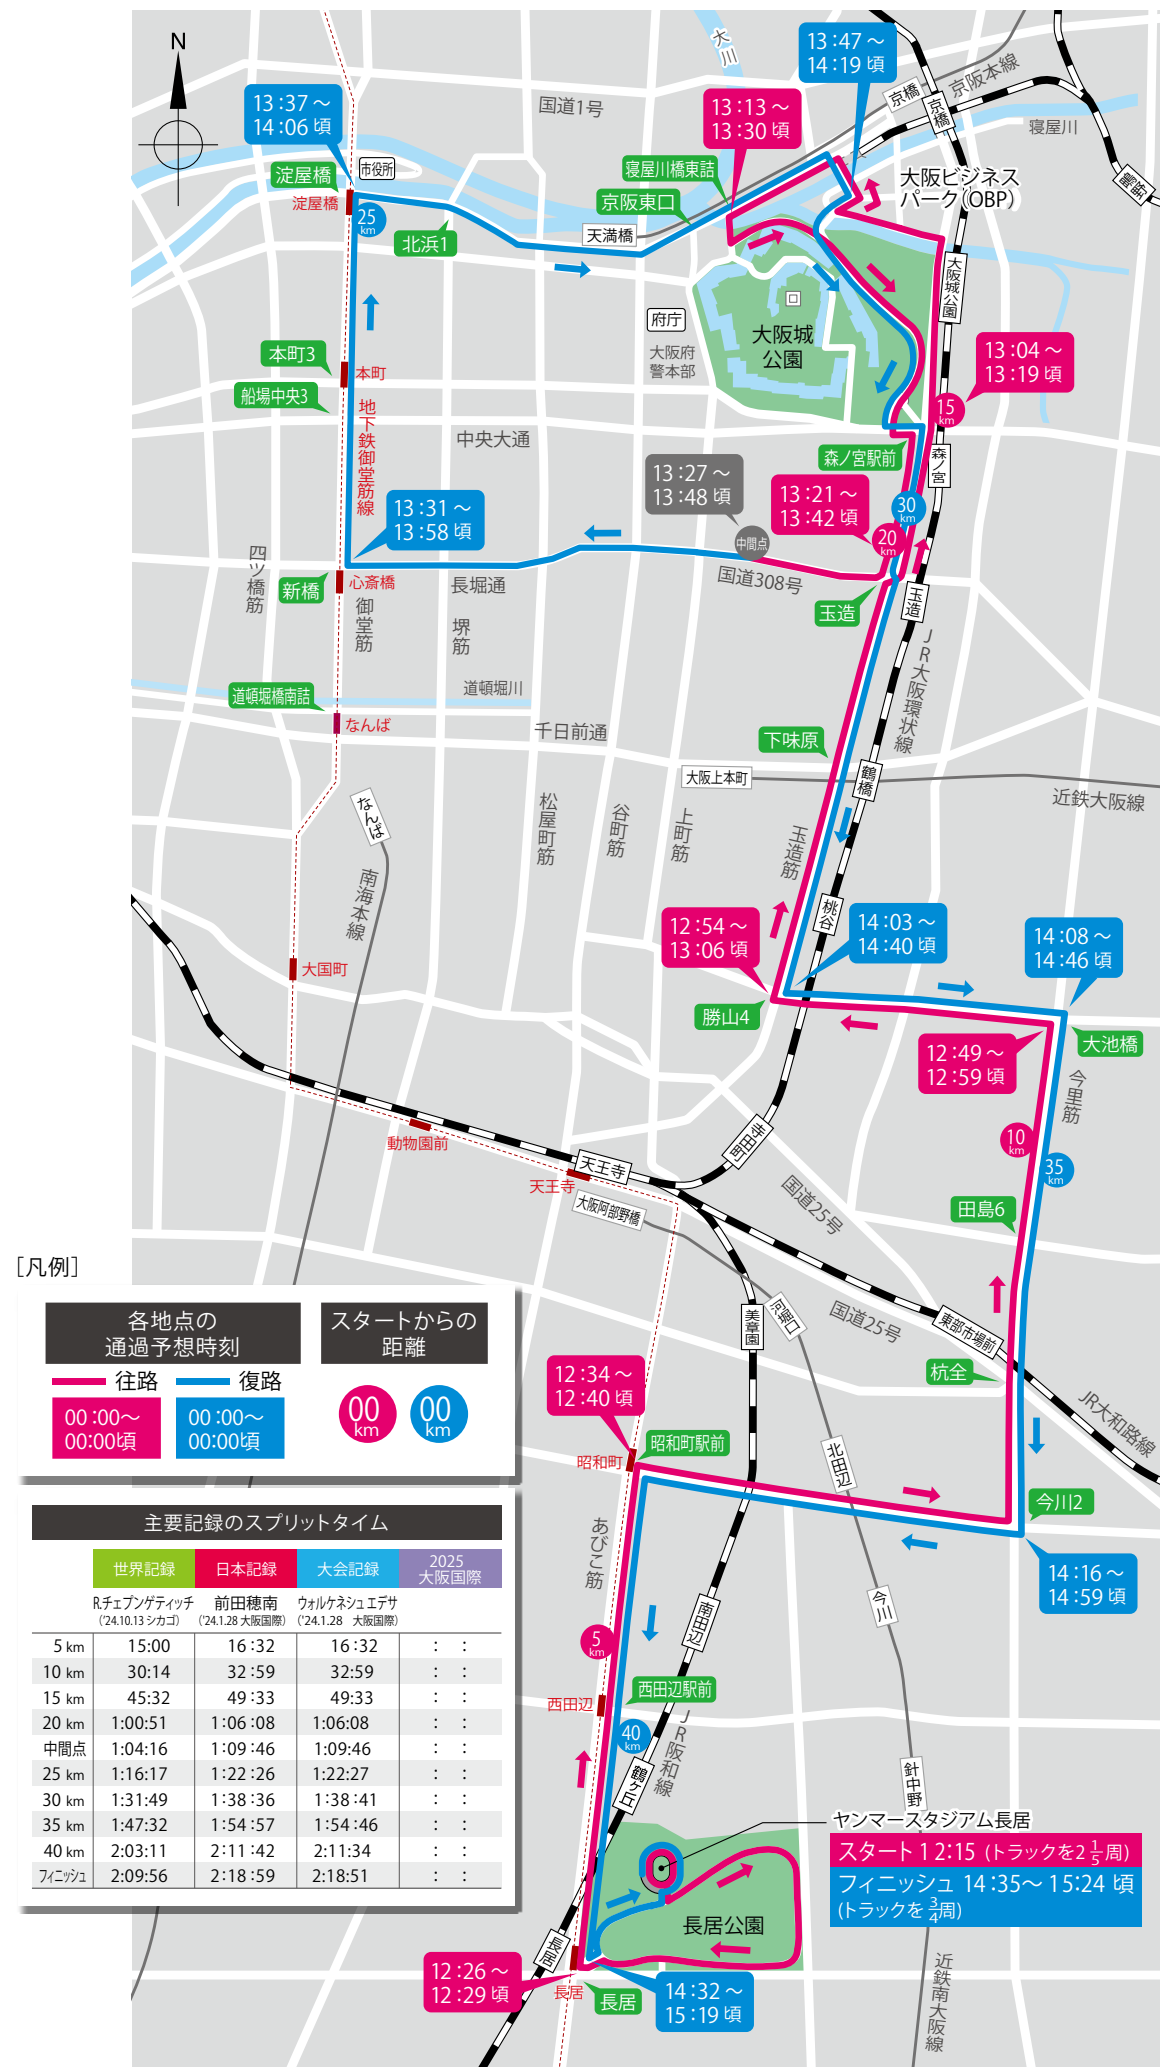 N
大川
国道1号
13:47～
14:19頃
13:37～
14:06頃
13:13～
13:30頃
京橋
京橋
京阪本線
寝屋川
鴫野
淀屋橋
市役所
淀屋橋
25
km
北浜1
天満橋
寝屋川橋東詰
京阪東口
大阪ビジネス
パーク(OBP)
大阪城公園
大阪城
公園
府庁
大阪府
警本部
本町3
本町
船場中央3
地下鉄御堂筋線
中央大通
13:04～
13:19頃
15
km
森ノ宮駅前
森ノ宮
13:27～
13:48頃
中間点
13:21～
13:42頃
30
km
20
km
13:31～
13:58頃
四ツ橋筋
新橋
心斎橋
御堂筋
長堀通
堺筋
国道308号
玉造
玉造
JR大阪環状線
道頓堀橋南詰
道頓堀川
なんば
千日前通
下味原
大阪上本町
鶴橋
近鉄大阪線
なんば
南海本線
松屋町筋
谷町筋
上町筋
玉造筋
桃谷
12:54～
13:06頃
14:03～
14:40頃
14:08～
14:46頃
大国町
勝山4
大池橋
12:49～
12:59頃
今里筋
10
km
35
km
動物園前
天王寺
天王寺
寺田町
大阪阿部野橋
国道25号
田島6
[凡例]
各地点の
通過予想時刻
スタートからの
距離
往路
復路
00:00～
00:00頃
00:00～
00:00頃
00
km
00
km
美章園
河堀口
国道25号
東部市場前
杭全
JR大和路線
12:34～
12:40頃
昭和町
昭和町駅前
北田辺
今川2
あびこ筋
14:16～
14:59頃
今川
南田辺
5
km
主要記録のスプリットタイム
世界記録 日本記録 大会記録 2025
大阪国際
R.チェプンゲティッチ 前田穂南 ウォルケネシュ エデサ
('24.10.13 シカゴ) ('24.1.28 大阪国際) ('24.1.28 大阪国際)
5 km 15:00 16:32 16:32 : :
10 km 30:14 32:59 32:59 : :
15 km 45:32 49:33 49:33 : :
20 km 1:00:51 1:06:08 1:06:08 : :
中間点 1:04:16 1:09:46 1:09:46 : :
25 km 1:16:17 1:22:26 1:22:27 : :
30 km 1:31:49 1:38:36 1:38:41 : :
35 km 1:47:32 1:54:57 1:54:46 : :
40 km 2:03:11 2:11:42 2:11:34 : :
フィニッシュ 2:09:56 2:18:59 2:18:51 : :
西田辺
西田辺駅前
40
km
JR阪和線
鶴ヶ丘
針中野
ヤンマースタジアム長居
スタート 12:15 (トラックを2 1/5周)
フィニッシュ 14:35～15:24 頃
(トラックを 3/4周)
長居公園
長居
12:26～
12:29頃
長居
長居
14:32～
15:19頃
近鉄南大阪線